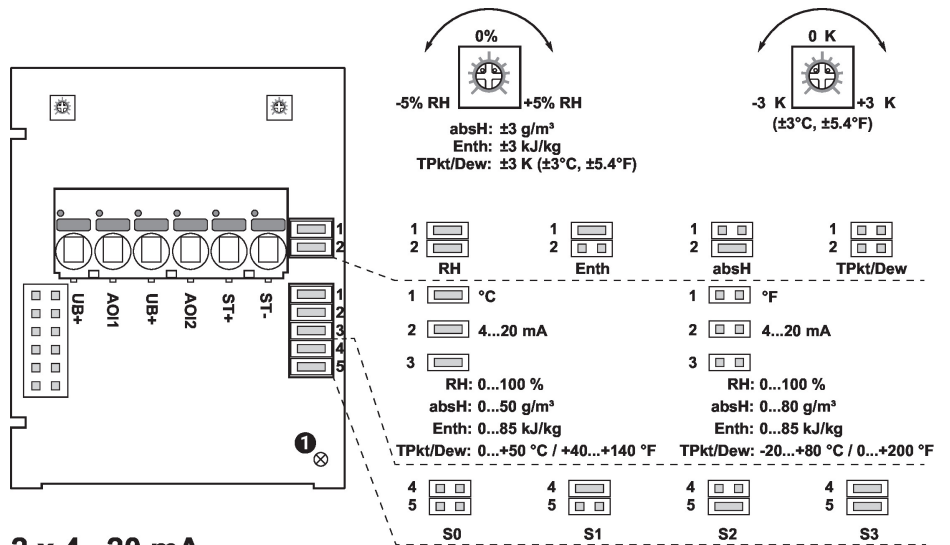 0%
-5% RH +5% RH
absH: ±3 g/m³
Enth: ±3 kJ/kg
TPkt/Dew: ±3 K (±3°C, ±5.4°F)
0 K
-3 K +3 K
(±3°C, ±5.4°F)
1
2
UB+ AOI1 UB+ AOI2 ST+ ST-
1
2
3
4
5
1
1
2
RH
1
2
Enth
1
2
absH
1
2
TPkt/Dew
1 °C
2 4...20 mA
3
RH: 0...100 %
absH: 0...50 g/m³
Enth: 0...85 kJ/kg
TPkt/Dew: 0...+50 °C / +40...+140 °F
1 °F
2 4...20 mA
3
RH: 0...100 %
absH: 0...80 g/m³
Enth: 0...85 kJ/kg
TPkt/Dew: -20...+80 °C / 0...+200 °F
4
5
S0
4
5
S1
4
5
S2
4
5
S3